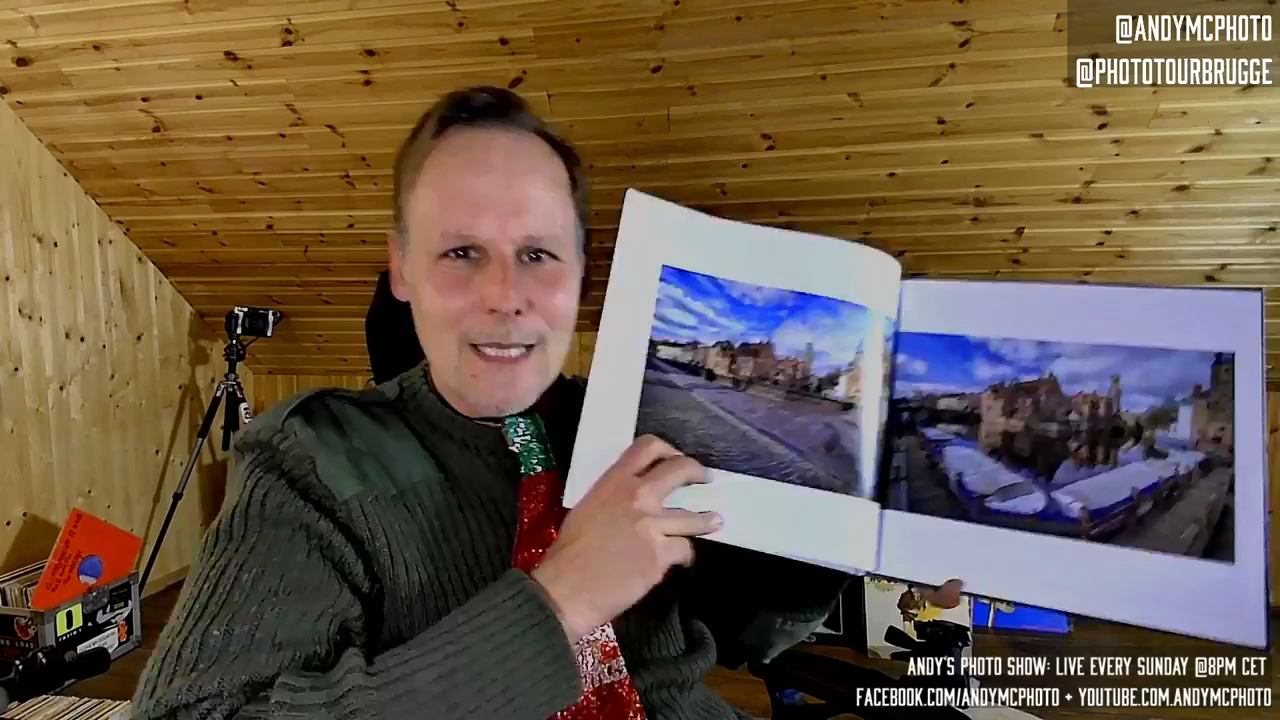 @ANDYMCPHOTO
@PHOTOTOURBRUGGE
ANDY'S PHOTO SHOW: LIVE EVERY SUNDAY @8PM CET
FACEBOOK.COM/ANDYMCPHOTO + YOUTUBE.COM.ANDYMCPHOTO